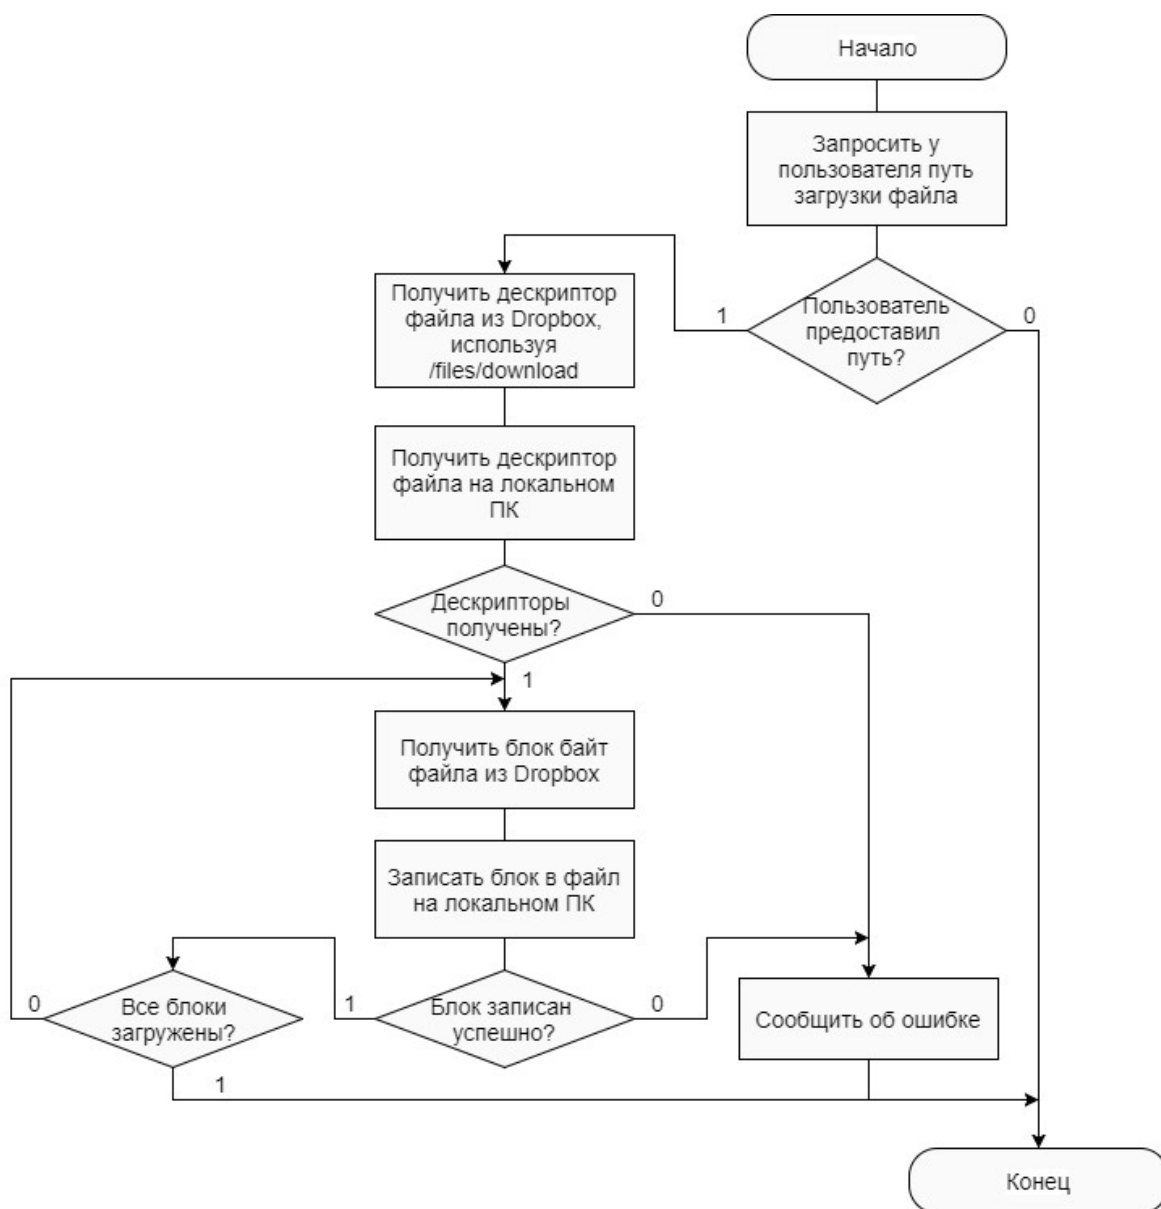 Начало
Запросить у
пользователя путь
загрузки файла
Пользователь
предоставил
путь?
1
0
Получить дескриптор
файла из Dropbox,
используя
/files/download
Получить дескриптор
файла на локальном
ПК
Дескрипторы
получены?
0
1
Получить блок байт
файла из Dropbox
Записать блок в файл
на локальном ПК
Блок записан
успешно?
1
0
Все блоки
загружены?
0
1
Сообщить об ошибке
Конец